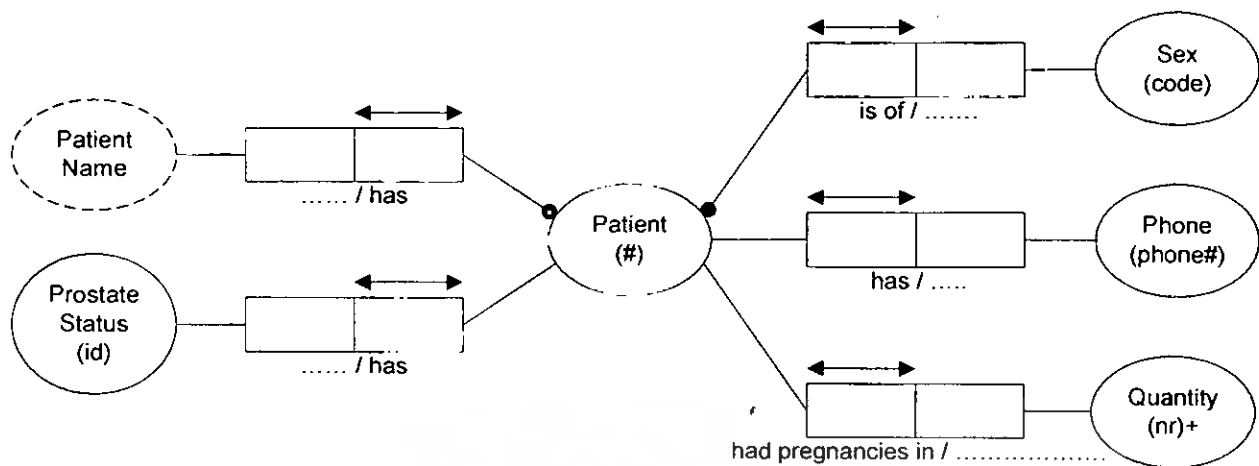 Patient
Name
...... / has
Prostate
Status
(id)
...... / has
Patient
(#)
Sex
(code)
is of / .......
Phone
(phone#)
has / .....
Quantity
(nr)+
had pregnancies in / ......................